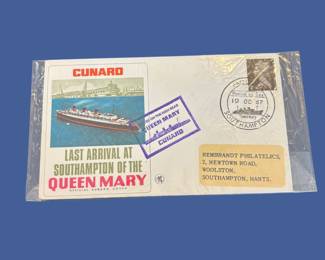 CUNARD
LAST ARRIVAL AT
SOUTHAMPTON OF THE
QUEEN MARY
OFFICIAL CUNARD COVER
QUEEN MARY
CUNARD
SOUTHAMPTON
REMBRANDT PHILATELICS,
2, NEWTOWN ROAD,
WOOLSTON,
SOUTHAMPTON, HANTS.